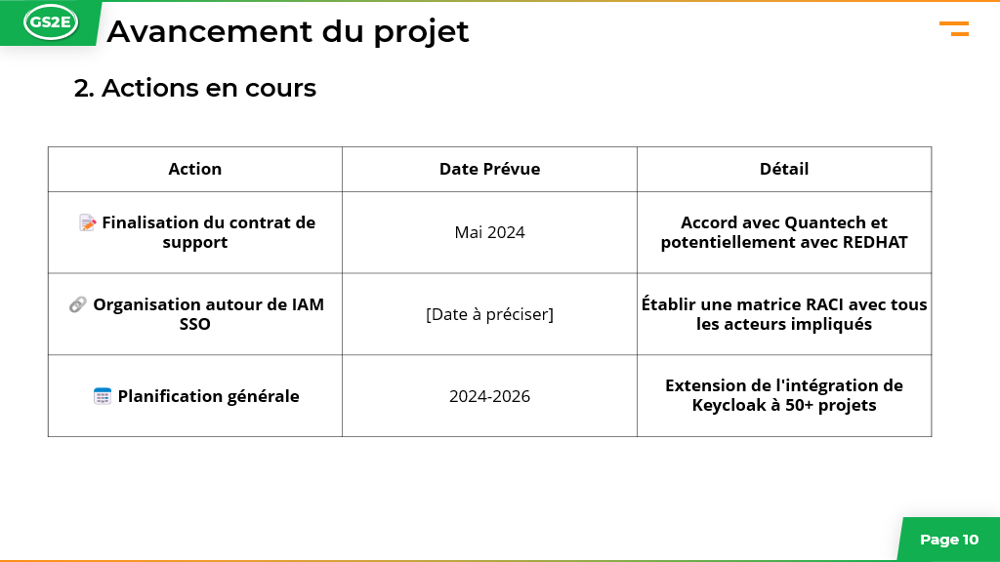 GS2E
Avancement du projet
2. Actions en cours
Action
Date Prévue
Détail
Finalisation du contrat de
support
Mai 2024
Accord avec Quantech et
potentiellement avec REDHAT
Organisation autour de IAM
SSO
[Date à préciser]
Établir une matrice RACI avec tous
les acteurs impliqués
Planification générale
2024-2026
Extension de l'intégration de
Keycloak à 50+ projets
Page 10